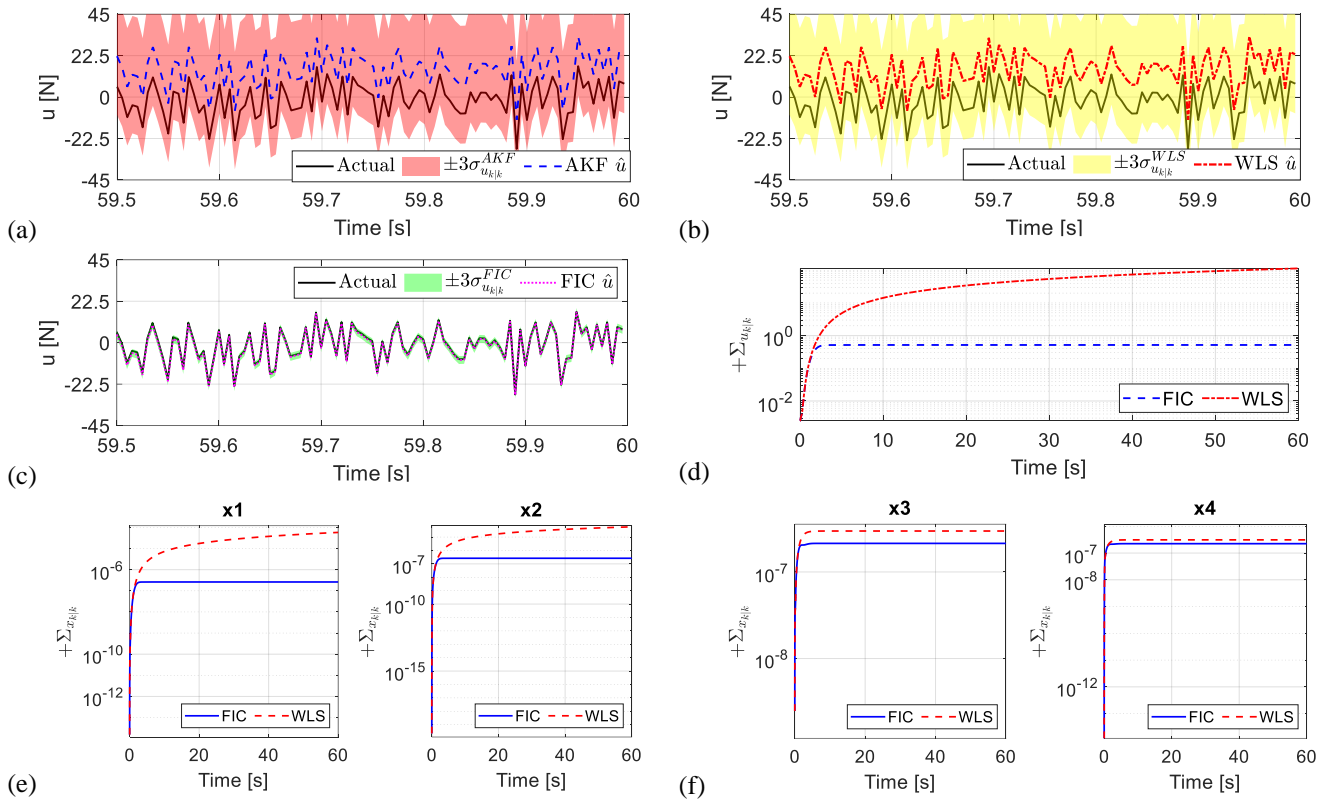 45
22.5
0
-22.5
-45
u [N]
Actual ±3σ^{AKF}_{u_{k|k}} AKF û
59.5 59.6 59.7 59.8 59.9 60
Time [s]
(a)
45
22.5
0
-22.5
-45
u [N]
Actual ±3σ^{WLS}_{u_{k|k}} WLS û
59.5 59.6 59.7 59.8 59.9 60
Time [s]
(b)
45
22.5
0
-22.5
-45
u [N]
Actual ±3σ^{FIC}_{u_{k|k}} FIC û
59.5 59.6 59.7 59.8 59.9 60
Time [s]
(c)
10^0
10^{-2}
+Σ_{u_{k|k}}
FIC WLS
0 10 20 30 40 50 60
Time [s]
(d)
x1
10^{-6}
10^{-10}
10^{-12}
+Σ_{x_{k|k}}
FIC WLS
0 20 40 60
Time [s]
x2
10^{-7}
10^{-10}
10^{-15}
+Σ_{x_{k|k}}
FIC WLS
0 20 40 60
Time [s]
(e)
x3
10^{-7}
10^{-8}
+Σ_{x_{k|k}}
FIC WLS
0 20 40 60
Time [s]
x4
10^{-7}
10^{-8}
10^{-12}
+Σ_{x_{k|k}}
FIC WLS
0 20 40 60
Time [s]
(f)